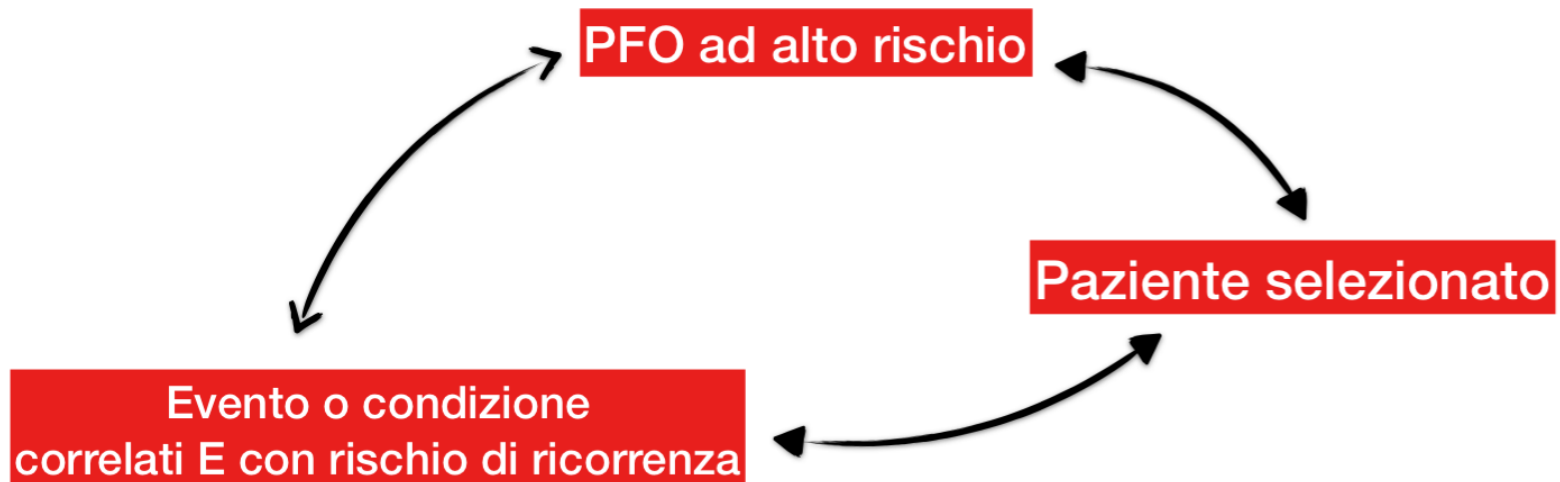 PFO ad alto rischio
Paziente selezionato
Evento o condizione
correlati E con rischio di ricorrenza